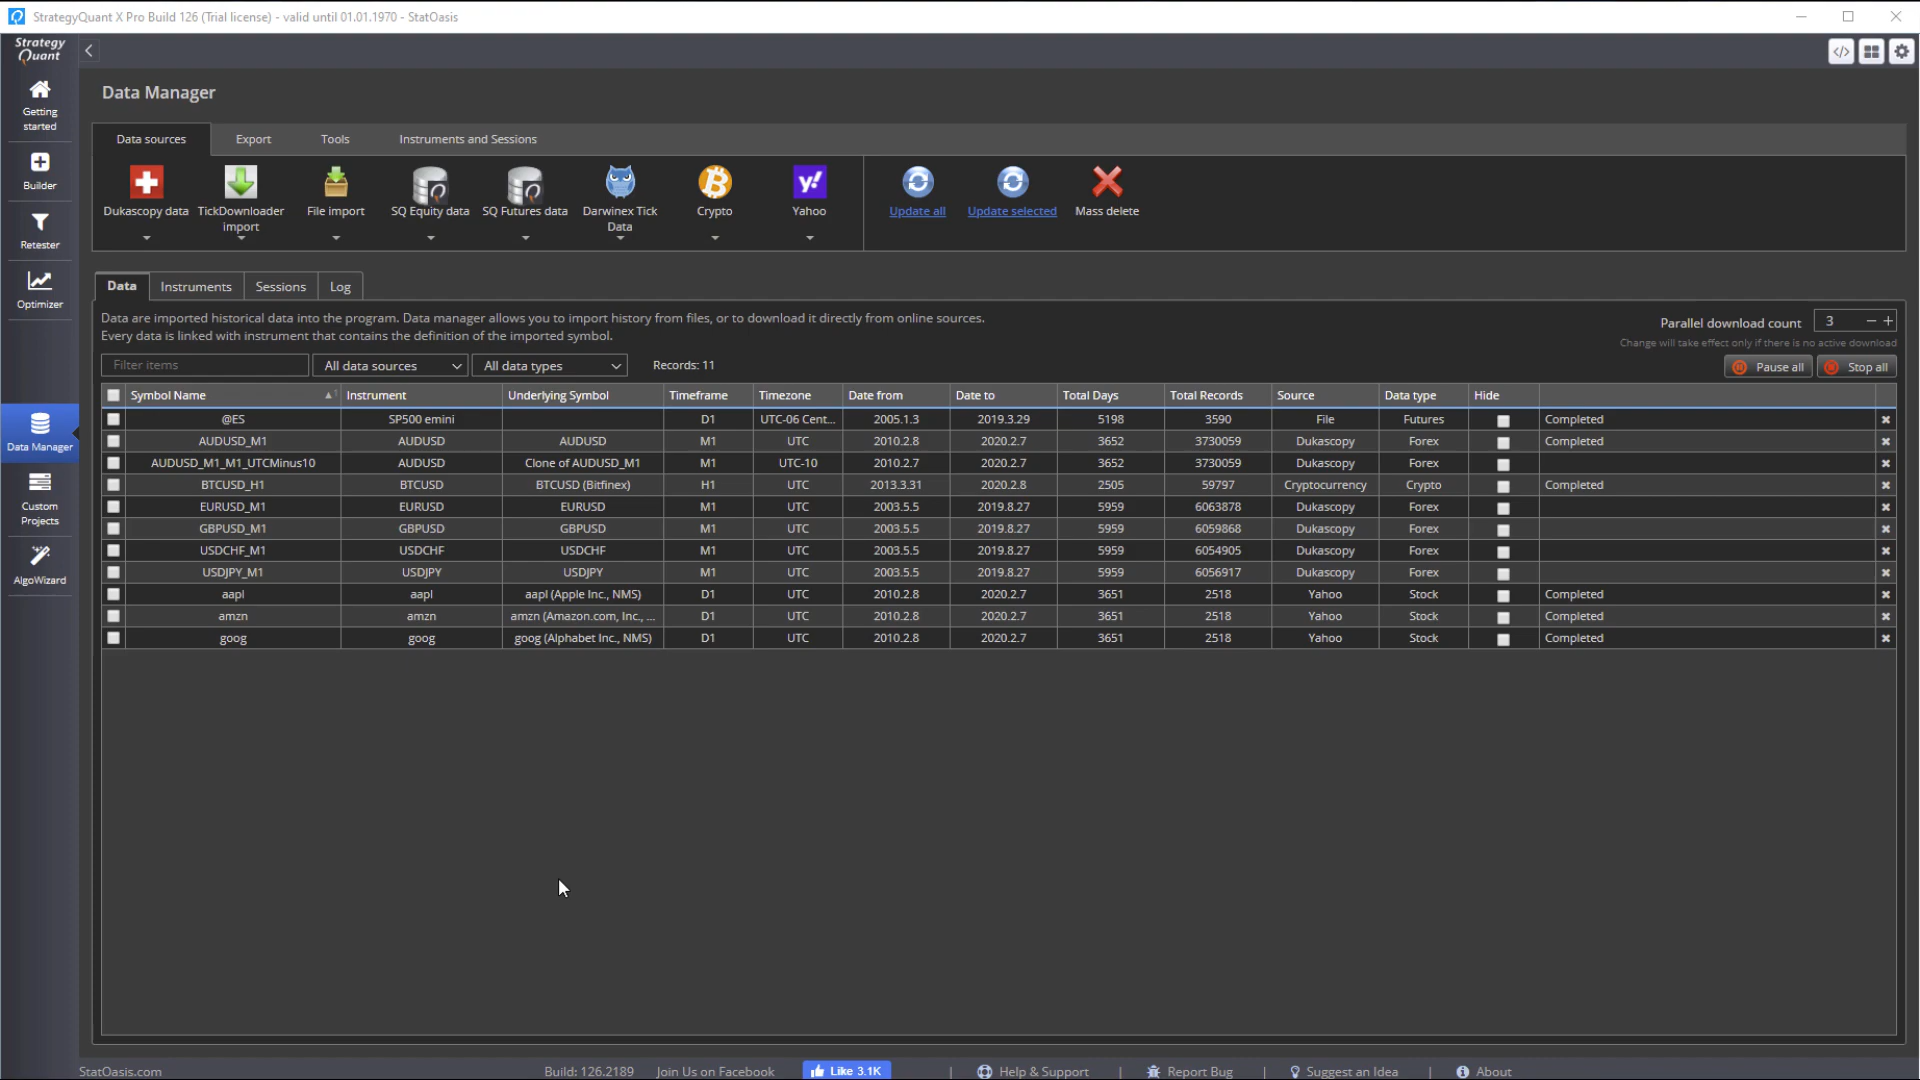 StrategyQuant X Pro Build 126 (Trial license) - valid until 01.01.1970 - StatOasis
Strategy
Quant
Getting
started
Builder
Retester
Optimizer
Data Manager
Custom
Projects
AlgoWizard
Data Manager
Data sources Export Tools Instruments and Sessions
Dukascopy data TickDownloader import File import SQ Equity data SQ Futures data Darwinex Tick Data Crypto Yahoo Update all Update selected Mass delete
Data Instruments Sessions Log
Data are imported historical data into the program. Data manager allows you to import history from files, or to download it directly from online sources.
Every data is linked with instrument that contains the definition of the imported symbol.
Parallel download count 3 − +
Change will take effect only if there is no active download
Filter items All data sources All data types Records: 11 Pause all Stop all
Symbol Name 1 Instrument Underlying Symbol Timeframe Timezone Date from Date to Total Days Total Records Source Data type Hide
@ES SP500 emini D1 UTC-06 Cent... 2005.1.3 2019.3.29 5198 3590 File Futures Completed
AUDUSD_M1 AUDUSD AUDUSD M1 UTC 2010.2.8 2020.2.7 3652 3730059 Dukascopy Forex Completed
AUDUSD_M1_M1_UTCMinus10 AUDUSD Clone of AUDUSD_M1 M1 UTC-10 2010.2.7 2020.2.7 3652 3730059 Dukascopy Forex
BTCUSD_H1 BTCUSD BTCUSD (Bitfinex) H1 UTC 2013.3.31 2020.2.8 2505 59797 Cryptocurrency Crypto Completed
EURUSD_M1 EURUSD EURUSD M1 UTC 2003.5.5 2019.8.27 5959 6063878 Dukascopy Forex
GBPUSD_M1 GBPUSD GBPUSD M1 UTC 2003.5.5 2019.8.27 5959 6059868 Dukascopy Forex
USDCHF_M1 USDCHF USDCHF M1 UTC 2003.5.5 2019.8.27 5959 6054905 Dukascopy Forex
USDJPY_M1 USDJPY USDJPY M1 UTC 2003.5.5 2019.8.27 5959 6056917 Dukascopy Forex
aapl aapl aapl (Apple Inc., NMS) D1 UTC 2010.2.8 2020.2.7 3651 2518 Yahoo Stock Completed
amzn amzn amzn (Amazon.com, Inc., ... D1 UTC 2010.2.8 2020.2.7 3651 2518 Yahoo Stock Completed
goog goog goog (Alphabet Inc., NMS) D1 UTC 2010.2.8 2020.2.7 3651 2518 Yahoo Stock Completed
StatOasis.com Build: 126.2189 Join Us on Facebook Like 3.1K | Help & Support | Report Bug | Suggest an Idea | About